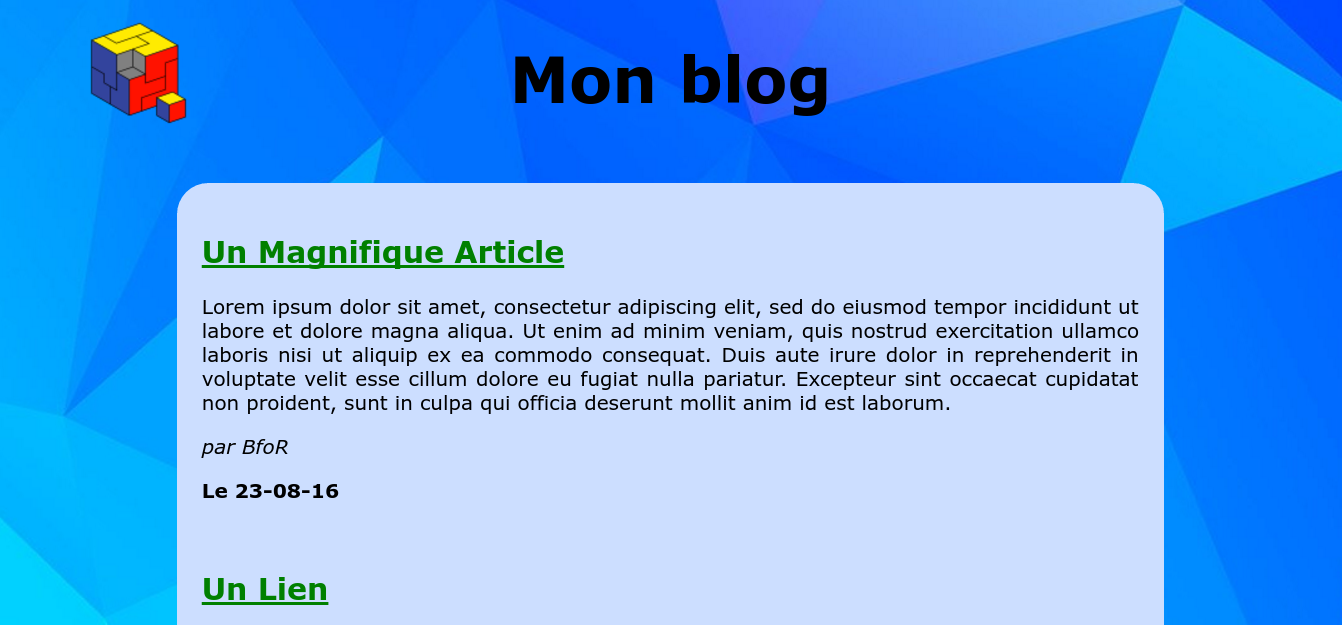 Mon blog
Un Magnifique Article
Lorem ipsum dolor sit amet, consectetur adipiscing elit, sed do eiusmod tempor incididunt ut
labore et dolore magna aliqua. Ut enim ad minim veniam, quis nostrud exercitation ullamco
laboris nisi ut aliquip ex ea commodo consequat. Duis aute irure dolor in reprehenderit in
voluptate velit esse cillum dolore eu fugiat nulla pariatur. Excepteur sint occaecat cupidatat
non proident, sunt in culpa qui officia deserunt mollit anim id est laborum.
par BfoR
Le 23-08-16
Un Lien